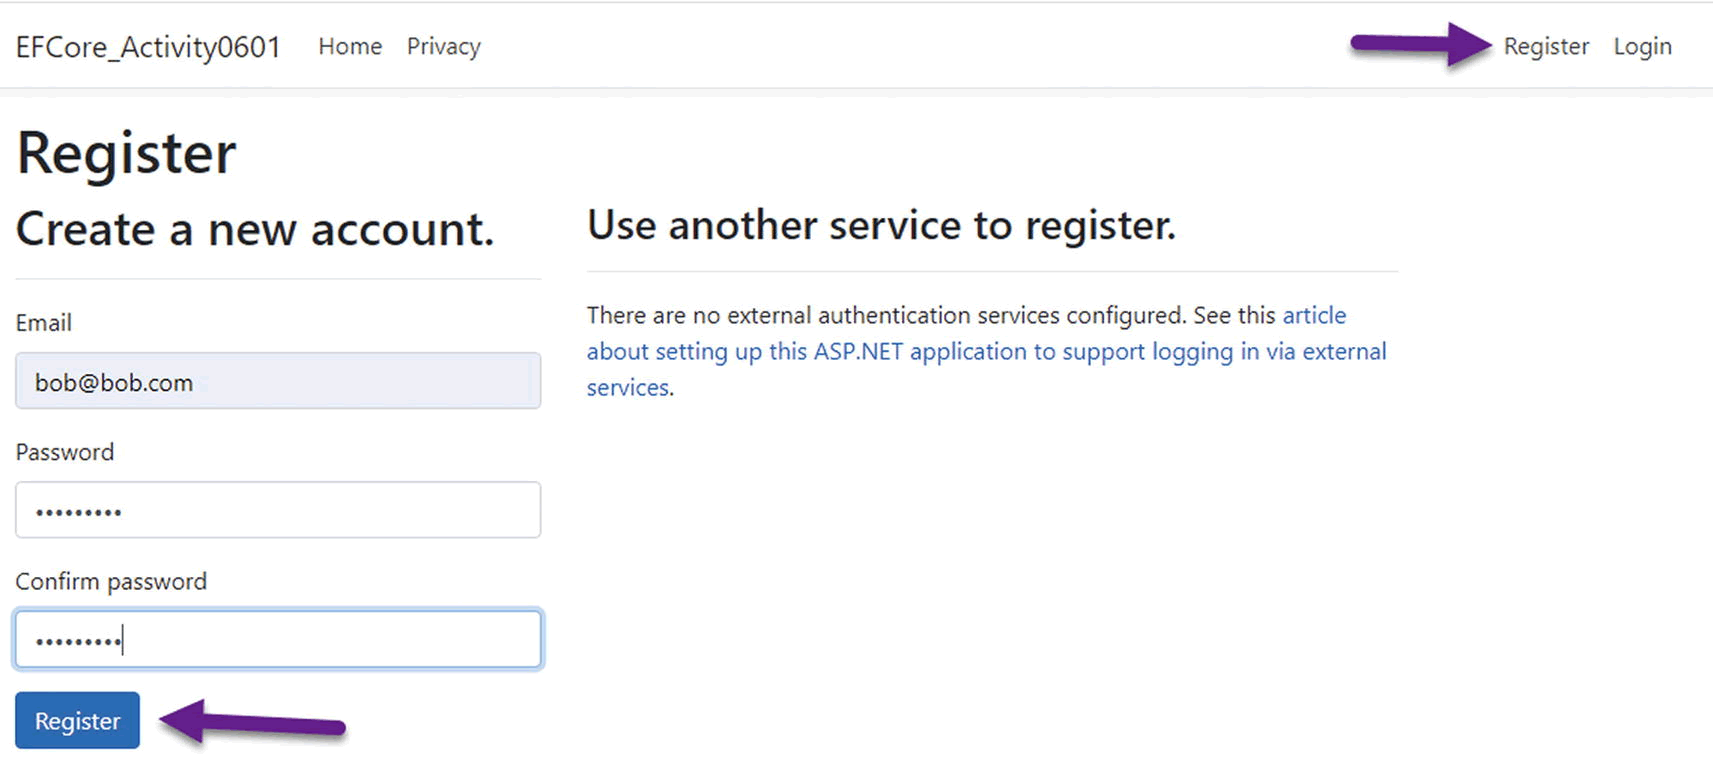 EFCore_Activity0601 Home Privacy Register Login
Register
Create a new account.
Email
bob@bob.com
Password
•••••••••
Confirm password
•••••••••
Register
Use another service to register.
There are no external authentication services configured. See this article
about setting up this ASP.NET application to support logging in via external
services.